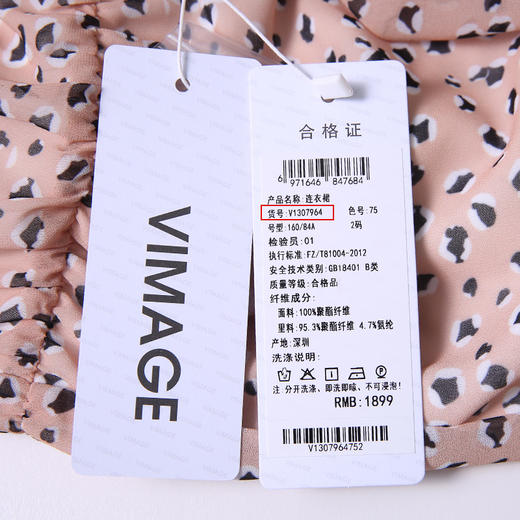 VIMAGE
合格证
6 971646 847684
产品名称:连衣裙
货号:V1307964 色号:75
号型:160/84A 2码
检验员:01
执行标准:FZ/T81004-2012
安全技术类别:GB18401 B类
质量等级:合格品
纤维成分:
面料:100%聚酯纤维
里料:95.3%聚酯纤维 4.7%氨纶
产地:深圳
洗涤说明:
注:分开洗涤、即洗即晾、不可浸泡!
RMB:1899
V1307964752